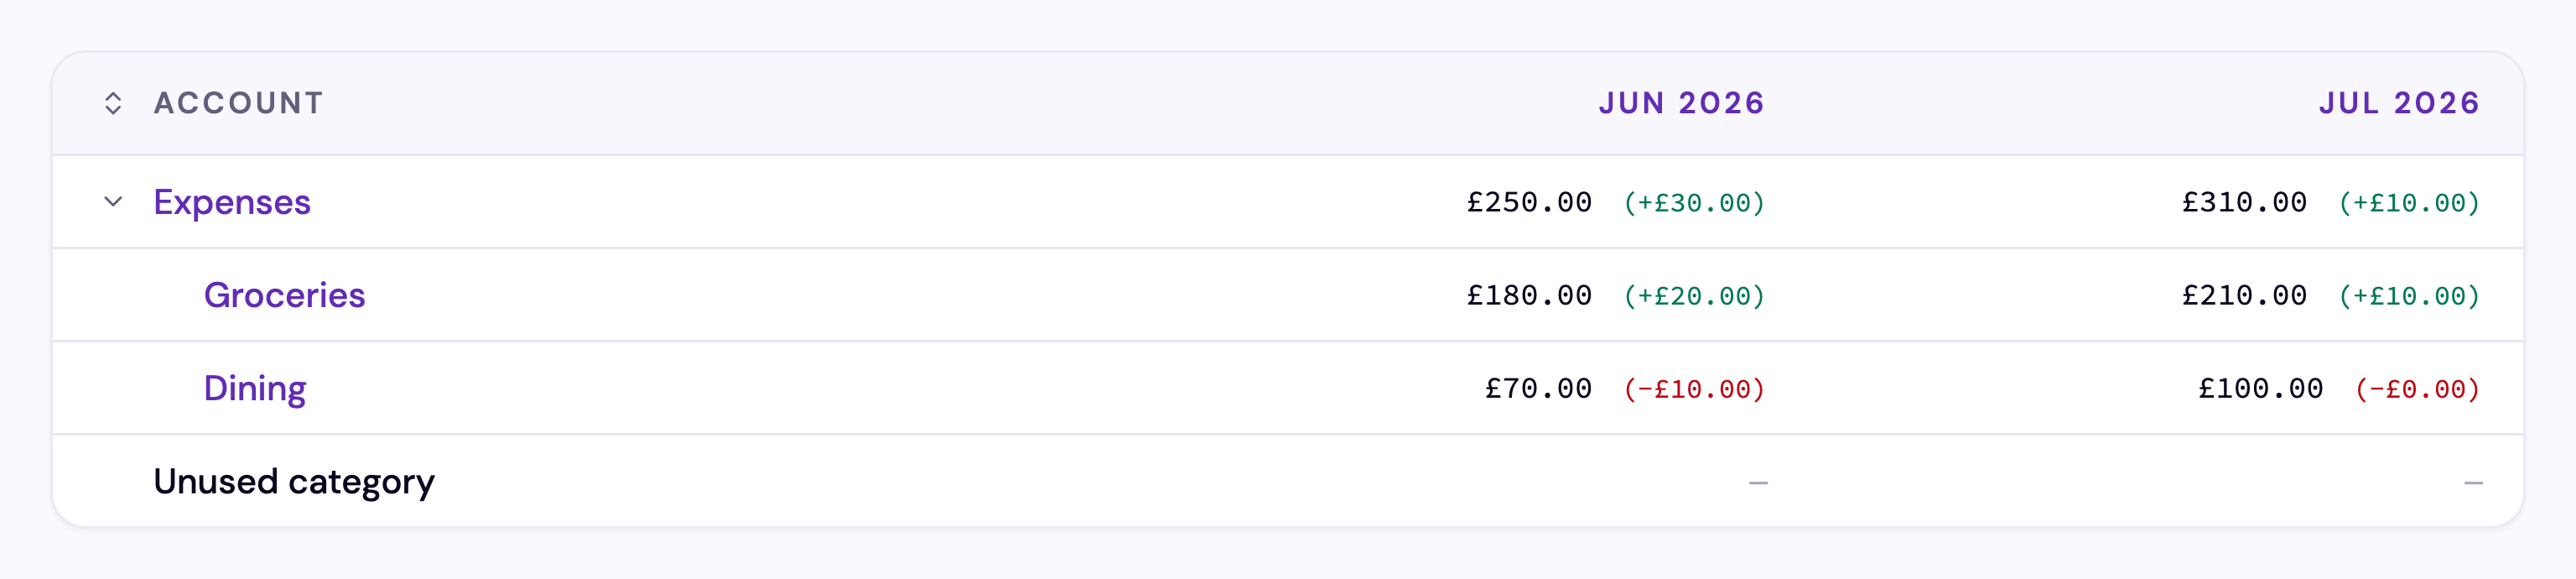 ACCOUNT JUN 2026 JUL 2026
Expenses £250.00 (+£30.00) £310.00 (+£10.00)
Groceries £180.00 (+£20.00) £210.00 (+£10.00)
Dining £70.00 (−£10.00) £100.00 (−£0.00)
Unused category – –